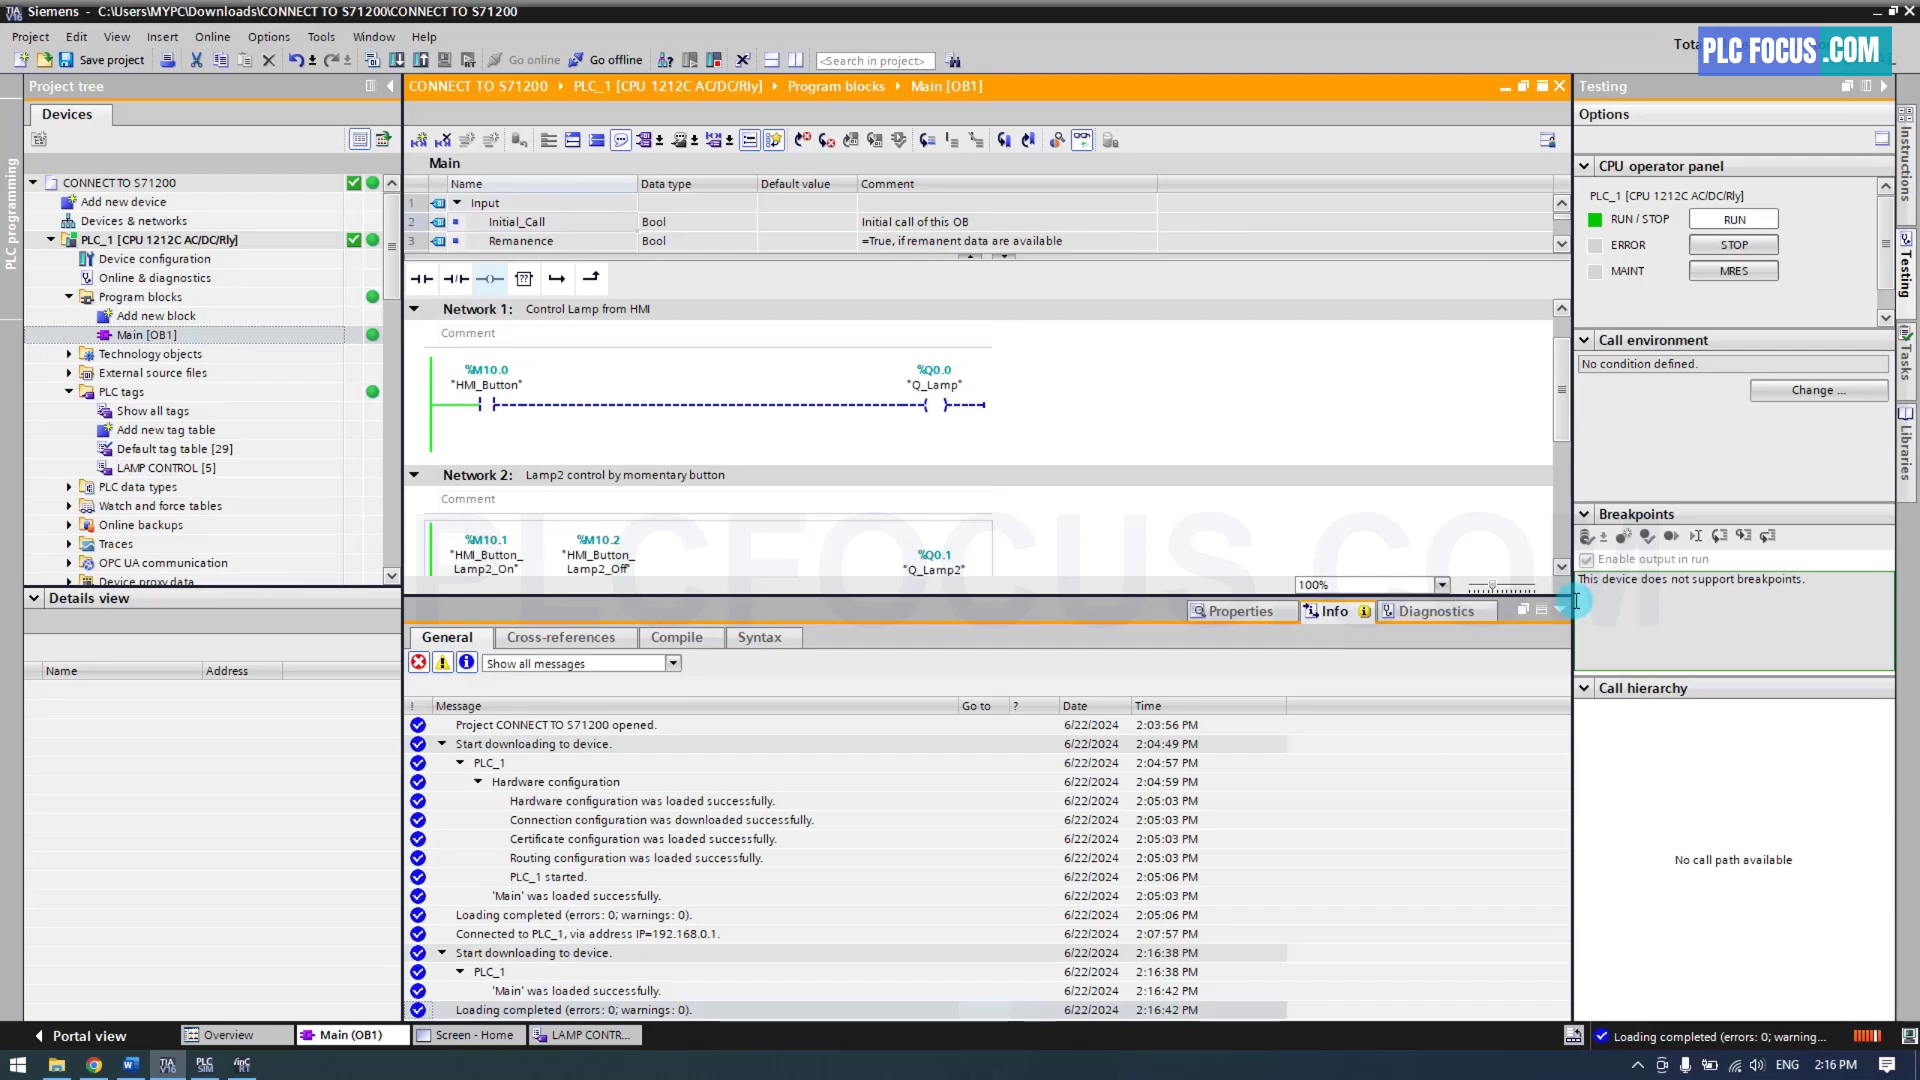 Siemens - C:\Users\MYPC\Downloads\CONNECT TO S71200\CONNECT TO S71200
Project Edit View Insert Online Options Tools Window Help
PLC FOCUS .COM
Save project
Go online Go offline
<Search in project>
Project tree
CONNECT TO S71200 PLC_1 [CPU 1212C AC/DC/Rly] Program blocks Main [OB1]
Testing
Devices
Options
Main
PLC programming
Name Data type Default value Comment
1 Input
2 Initial_Call Bool Initial call of this OB
3 Remanence Bool =True, if remanent data are available
CONNECT TO S71200
Add new device
Devices & networks
PLC_1 [CPU 1212C AC/DC/Rly]
Device configuration
Online & diagnostics
Program blocks
Add new block
Main [OB1]
Technology objects
External source files
PLC tags
Show all tags
Add new tag table
Default tag table [29]
LAMP CONTROL [5]
PLC data types
Watch and force tables
Online backups
Traces
OPC UA communication
Device proxy data
Network 1: Control Lamp from HMI
Comment
%M10.0
"HMI_Button"
%Q0.0
"Q_Lamp"
Network 2: Lamp2 control by momentary button
Comment
%M10.1
"HMI_Button_
Lamp2_On"
%M10.2
"HMI_Button_
Lamp2_Off"
%Q0.1
"Q_Lamp2"
PLCFOCUS.COM
100%
CPU operator panel
PLC_1 [CPU 1212C AC/DC/Rly]
RUN / STOP RUN
ERROR STOP
MAINT MRES
Call environment
No condition defined.
Change ...
Breakpoints
Enable output in run
This device does not support breakpoints.
Call hierarchy
No call path available
Instructions
Testing
Tasks
Libraries
Details view
Name Address
Properties Info Diagnostics
General Cross-references Compile Syntax
Show all messages
! Message Go to ? Date Time
Project CONNECT TO S71200 opened. 6/22/2024 2:03:56 PM
Start downloading to device. 6/22/2024 2:04:49 PM
PLC_1 6/22/2024 2:04:57 PM
Hardware configuration 6/22/2024 2:04:59 PM
Hardware configuration was loaded successfully. 6/22/2024 2:05:03 PM
Connection configuration was downloaded successfully. 6/22/2024 2:05:03 PM
Certificate configuration was loaded successfully. 6/22/2024 2:05:03 PM
Routing configuration was loaded successfully. 6/22/2024 2:05:03 PM
PLC_1 started. 6/22/2024 2:05:06 PM
'Main' was loaded successfully. 6/22/2024 2:05:03 PM
Loading completed (errors: 0; warnings: 0). 6/22/2024 2:05:06 PM
Connected to PLC_1, via address IP=192.168.0.1. 6/22/2024 2:07:57 PM
Start downloading to device. 6/22/2024 2:16:38 PM
PLC_1 6/22/2024 2:16:38 PM
'Main' was loaded successfully. 6/22/2024 2:16:42 PM
Loading completed (errors: 0; warnings: 0). 6/22/2024 2:16:42 PM
Portal view Overview Main (OB1) Screen - Home LAMP CONTR...
Loading completed (errors: 0; warning...
ENG 2:16 PM